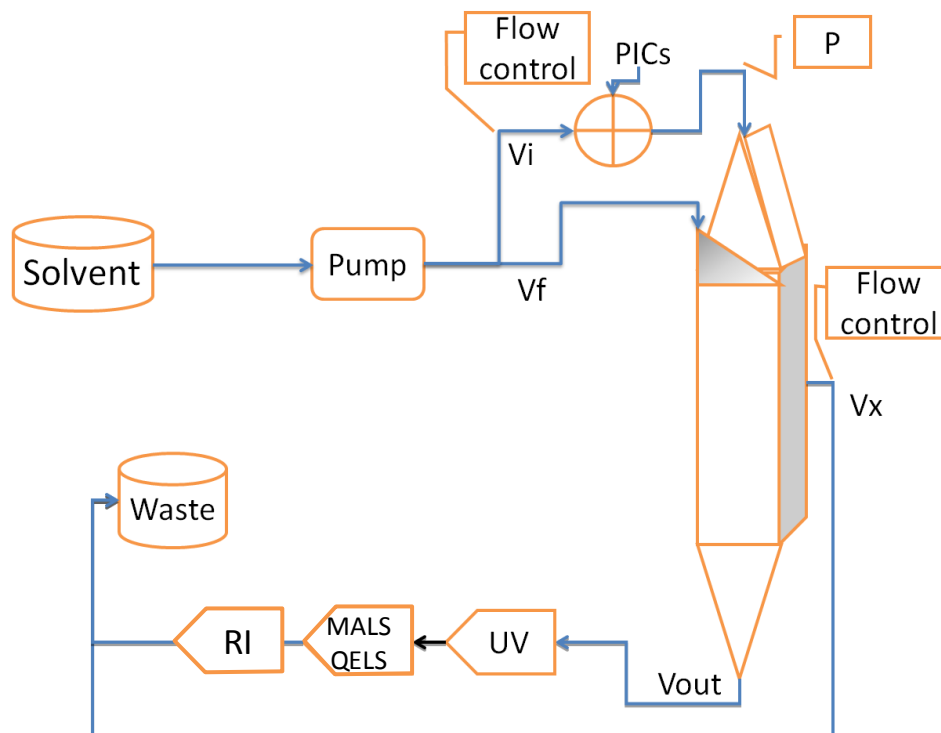 Flow
control
PICs
P
Vi
Solvent
Pump
Vf
Flow
control
Vx
Waste
RI
MALS
QELS
UV
Vout